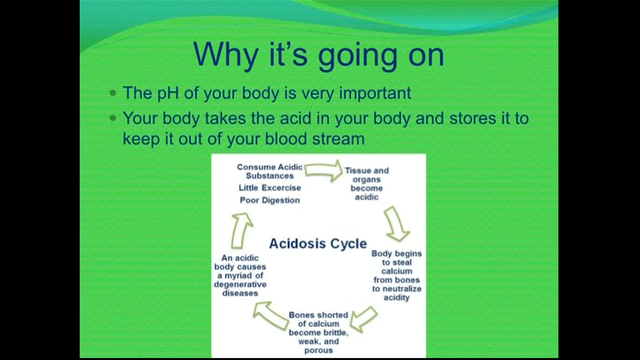 Why it's going on
The pH of your body is very important
Your body takes the acid in your body and stores it to
keep it out of your blood stream
Consume Acidic
Substances
Little Excercise
Poor Digestion
Tissue and
organs
become
acidic
Acidosis Cycle
Body begins
to steal
calcium
from bones
to neutralize
acidity
Bones shorted
of calcium
become brittle,
weak, and
porous
An acidic
body causes
a myriad of
degenerative
diseases